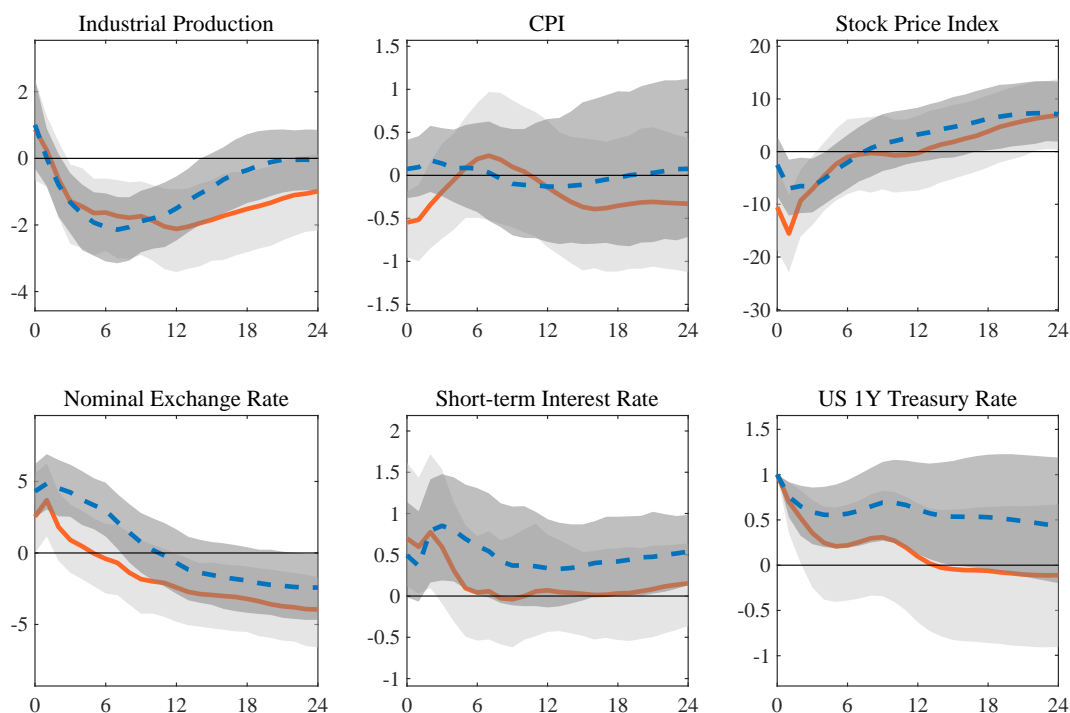 Industrial Production
2
0
-2
-4
0 6 12 18 24
CPI
1.5
1
0.5
0
-0.5
-1
-1.5
0 6 12 18 24
Stock Price Index
20
10
0
-10
-20
-30
0 6 12 18 24
Nominal Exchange Rate
5
0
-5
0 6 12 18 24
Short-term Interest Rate
2
1.5
1
0.5
0
-0.5
-1
0 6 12 18 24
US 1Y Treasury Rate
1.5
1
0.5
0
-0.5
-1
0 6 12 18 24